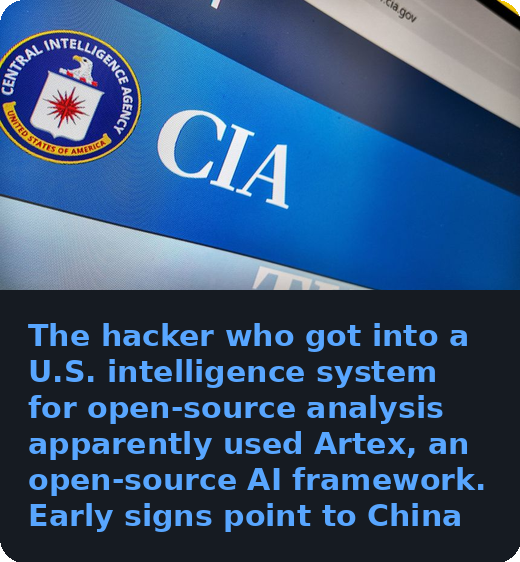 .cia.gov
CENTRAL INTELLIGENCE AGENCY
UNITED STATES OF AMERICA
CIA
The hacker who got into a
U.S. intelligence system
for open-source analysis
apparently used Artex, an
open-source AI framework.
Early signs point to China